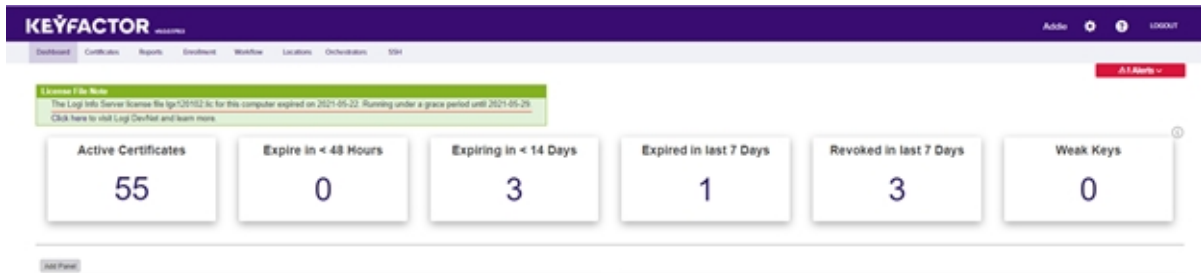 KEYFACTOR
Addie LOGOUT
Dashboard Certificates Reports Enrollment Workflow Locations Orchestrators SSH
1 Alerts
License File Note
The Logi Info Server license file lgx120102.lic for this computer expired on 2021-05-22. Running under a grace period until 2021-05-29.
Click here to visit Logi DevNet and learn more.
Active Certificates Expire in < 48 Hours Expiring in < 14 Days Expired in last 7 Days Revoked in last 7 Days Weak Keys
55 0 3 1 3 0
Add Panel